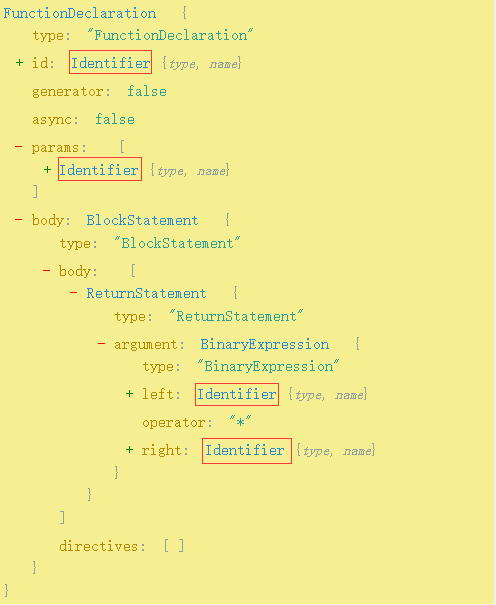 FunctionDeclaration {
type: "FunctionDeclaration"
+ id: Identifier {type, name}
generator: false
async: false
- params: [
+ Identifier {type, name}
]
- body: BlockStatement {
type: "BlockStatement"
- body: [
- ReturnStatement {
type: "ReturnStatement"
- argument: BinaryExpression {
type: "BinaryExpression"
+ left: Identifier {type, name}
operator: "*"
+ right: Identifier {type, name}
}
}
]
directives: [ ]
}
}